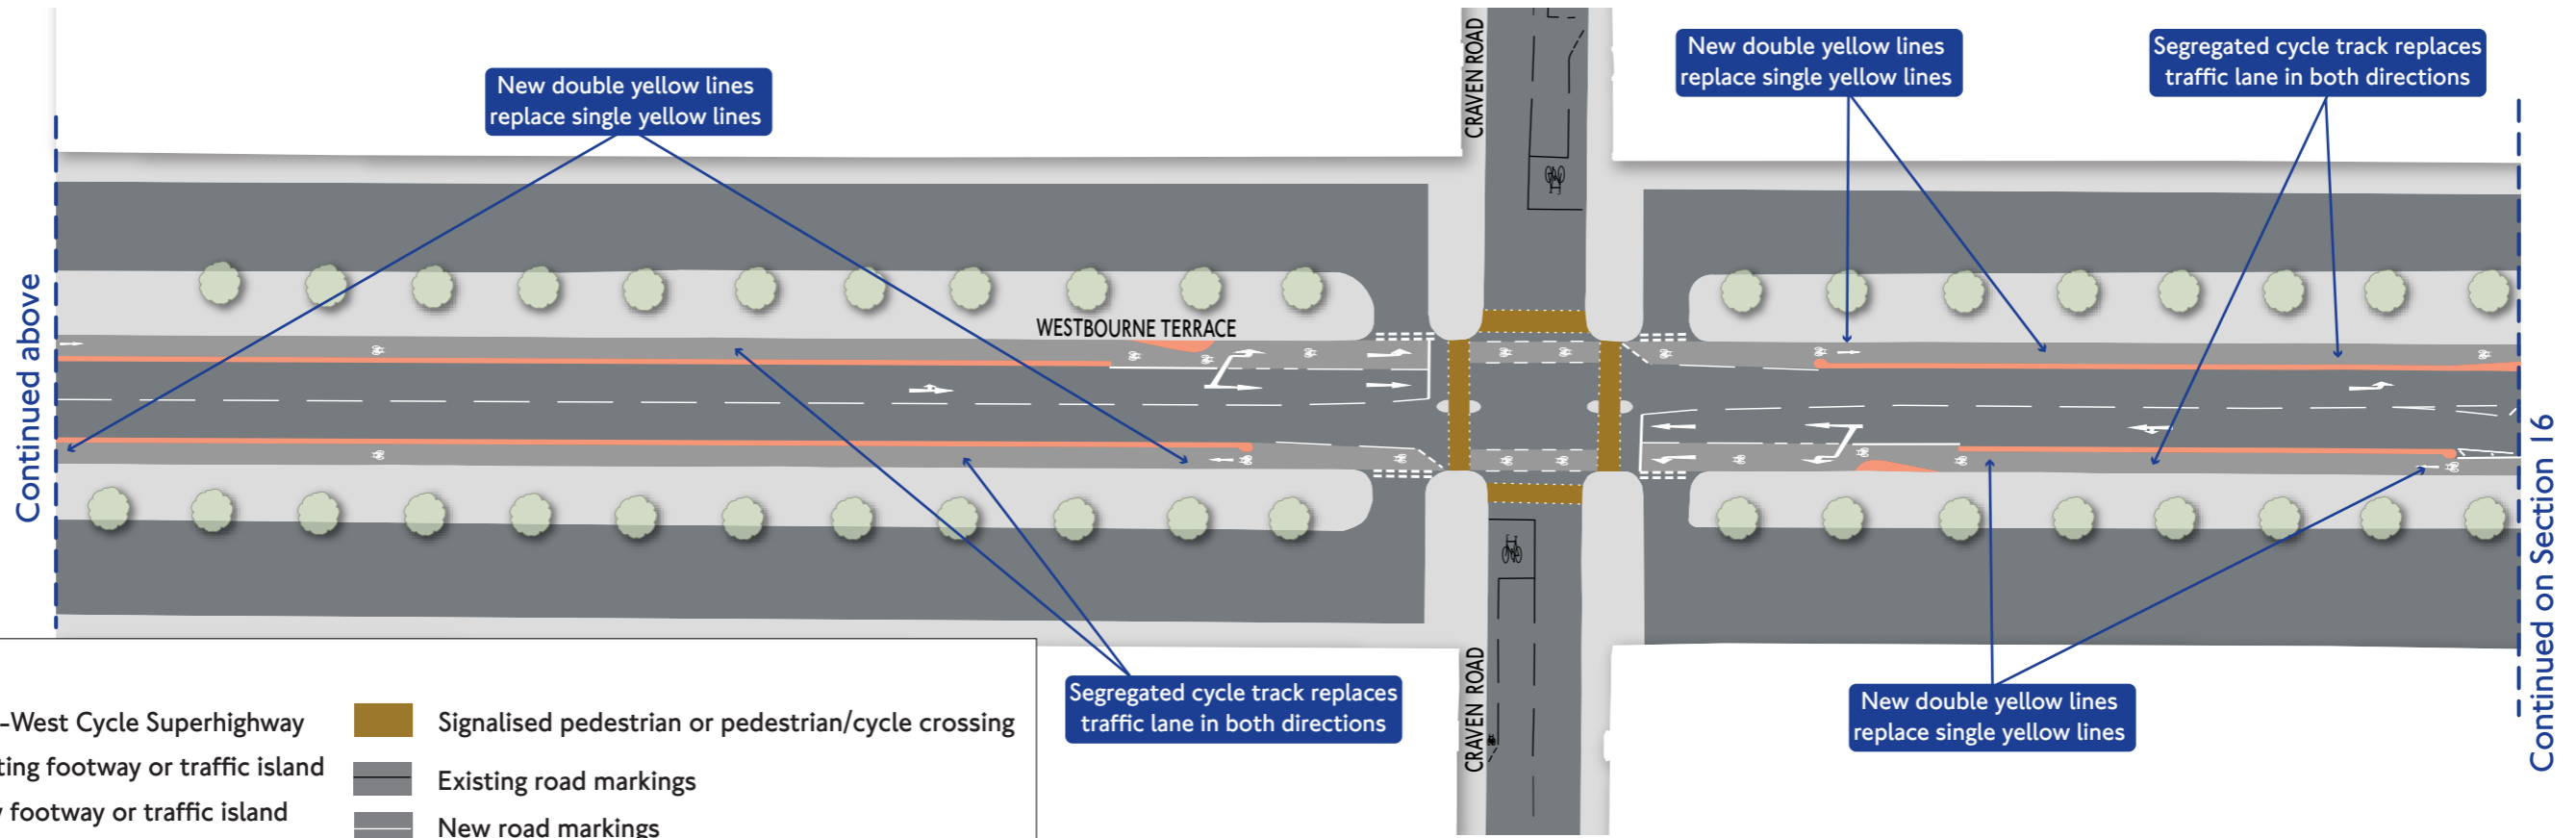 CRAVEN ROAD
New double yellow lines
replace single yellow lines
New double yellow lines
replace single yellow lines
Segregated cycle track replaces
traffic lane in both directions
Continued above
WESTBOURNE TERRACE
Continued on Section 16
Segregated cycle track replaces
traffic lane in both directions
CRAVEN ROAD
New double yellow lines
replace single yellow lines
-West Cycle Superhighway
ting footway or traffic island
footway or traffic island
Signalised pedestrian or pedestrian/cycle crossing
Existing road markings
New road markings